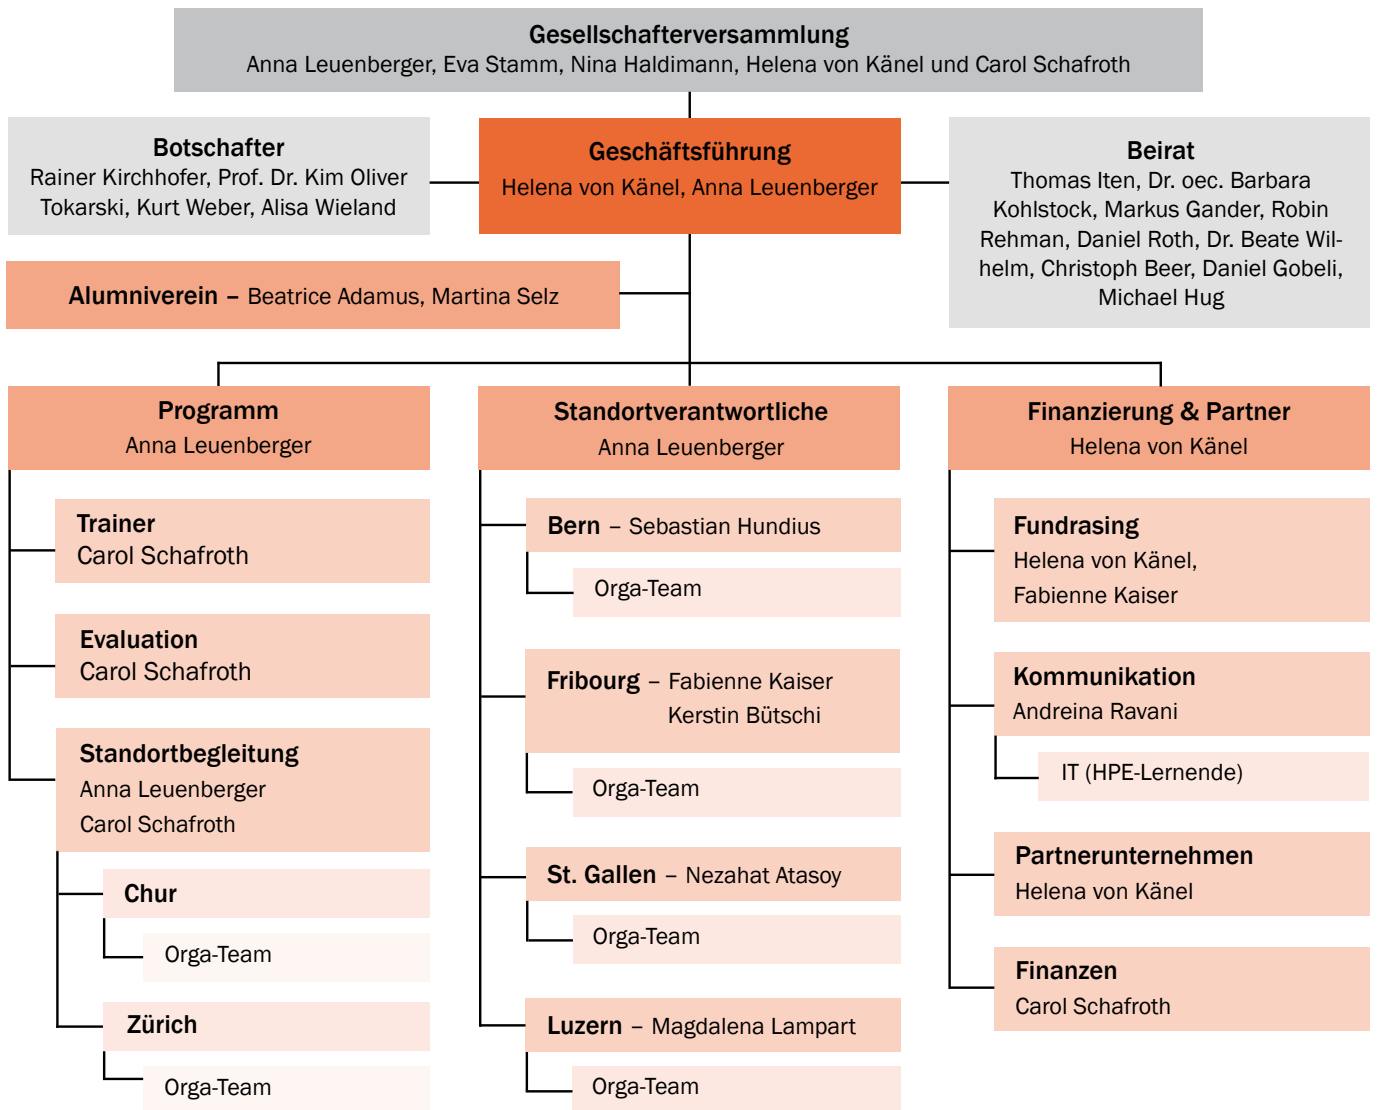 Gesellschafterversammlung
Anna Leuenberger, Eva Stamm, Nina Haldimann, Helena von Känel und Carol Schafroth
Botschafter
Rainer Kirchhofer, Prof. Dr. Kim Oliver
Tokarski, Kurt Weber, Alisa Wieland
Geschäftsführung
Helena von Känel, Anna Leuenberger
Beirat
Thomas Iten, Dr. oec. Barbara
Kohlstock, Markus Gander, Robin
Rehman, Daniel Roth, Dr. Beate Wil-
helm, Christoph Beer, Daniel Gobeli,
Michael Hug
Alumniverein – Beatrice Adamus, Martina Selz
Programm
Anna Leuenberger
Trainer
Carol Schafroth
Evaluation
Carol Schafroth
Standortbegleitung
Anna Leuenberger
Carol Schafroth
Chur
Orga-Team
Zürich
Orga-Team
Standortverantwortliche
Anna Leuenberger
Bern – Sebastian Hundius
Orga-Team
Fribourg – Fabienne Kaiser
Kerstin Bütschi
Orga-Team
St. Gallen – Nezahat Atasoy
Orga-Team
Luzern – Magdalena Lampart
Orga-Team
Finanzierung & Partner
Helena von Känel
Fundrasing
Helena von Känel,
Fabienne Kaiser
Kommunikation
Andreina Ravani
IT (HPE-Lernende)
Partnerunternehmen
Helena von Känel
Finanzen
Carol Schafroth